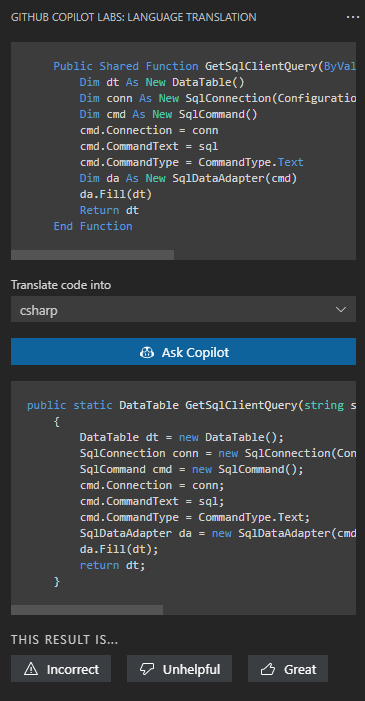 GITHUB COPILOT LABS: LANGUAGE TRANSLATION
Public Shared Function GetSqlClientQuery(ByVal
Dim dt As New DataTable()
Dim conn As New SqlConnection(Configuratio
Dim cmd As New SqlCommand()
cmd.Connection = conn
cmd.CommandText = sql
cmd.CommandType = CommandType.Text
Dim da As New SqlDataAdapter(cmd)
da.Fill(dt)
Return dt
End Function
Translate code into
csharp
Ask Copilot
public static DataTable GetSqlClientQuery(string s
{
DataTable dt = new DataTable();
SqlConnection conn = new SqlConnection(Con
SqlCommand cmd = new SqlCommand();
cmd.Connection = conn;
cmd.CommandText = sql;
cmd.CommandType = CommandType.Text;
SqlDataAdapter da = new SqlDataAdapter(cmd
da.Fill(dt);
return dt;
}
THIS RESULT IS...
Incorrect
Unhelpful
Great